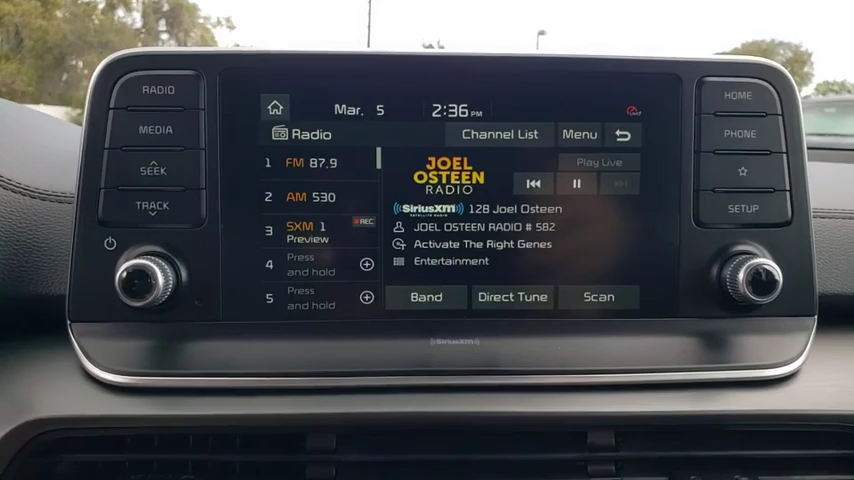 RADIO
MEDIA
SEEK
TRACK
Mar. 5
2:36 PM
Radio
Channel List
Menu
1 FM 87.9
2 AM 530
3 SXM 1
REC
Preview
4 Press and hold
5 Press and hold
JOEL
OSTEEN
RADIO
Play Live
((SiriusXM))
SATELLITE RADIO
128 Joel Osteen
JOEL OSTEEN RADIO # 582
Activate The Right Genes
Entertainment
Band
Direct Tune
Scan
HOME
PHONE
SETUP
((SiriusXM))